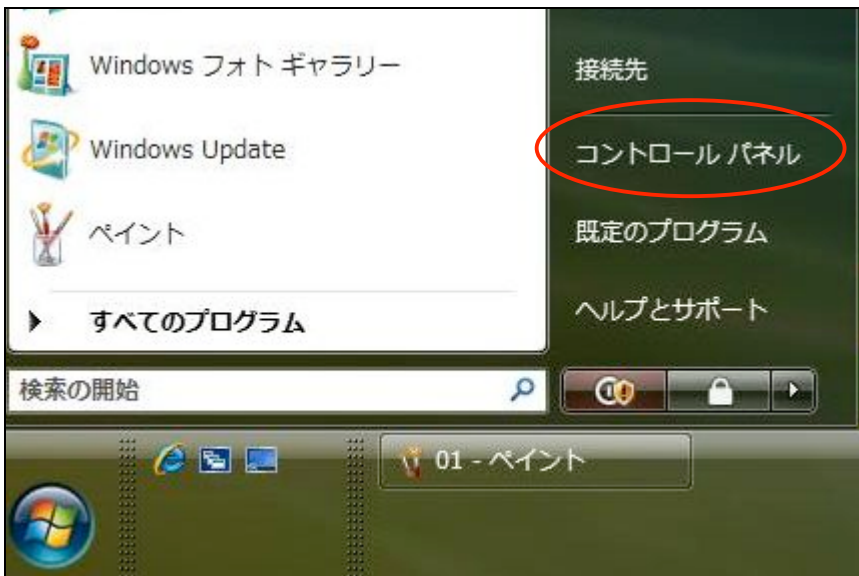 Windows フォト ギャラリー
Windows Update
ペイント
すべてのプログラム
検索の開始
接続先
コントロール パネル
既定のプログラム
ヘルプとサポート
01 - ペイント